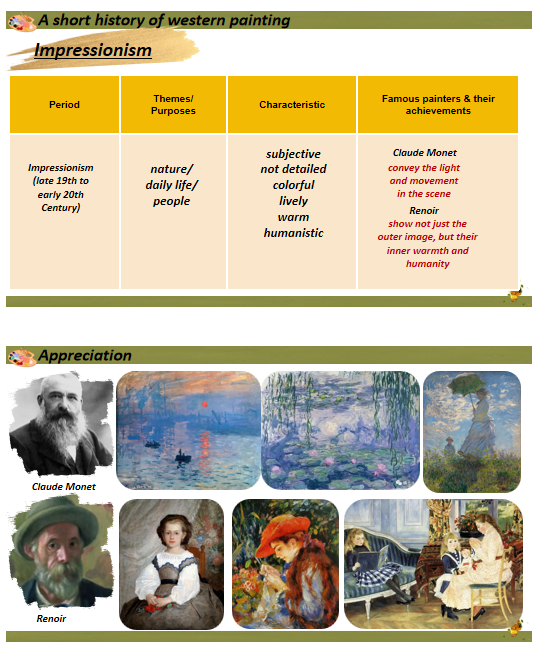 A short history of western painting
Impressionism
Period
Themes/
Purposes
Characteristic
Famous painters & their
achievements
Impressionism
(late 19th to
early 20th
Century)
nature/
daily life/
people
subjective
not detailed
colorful
lively
warm
humanistic
Claude Monet
convey the light
and movement
in the scene
Renoir
show not just the
outer image, but their
inner warmth and
humanity
Appreciation
Claude Monet
Renoir